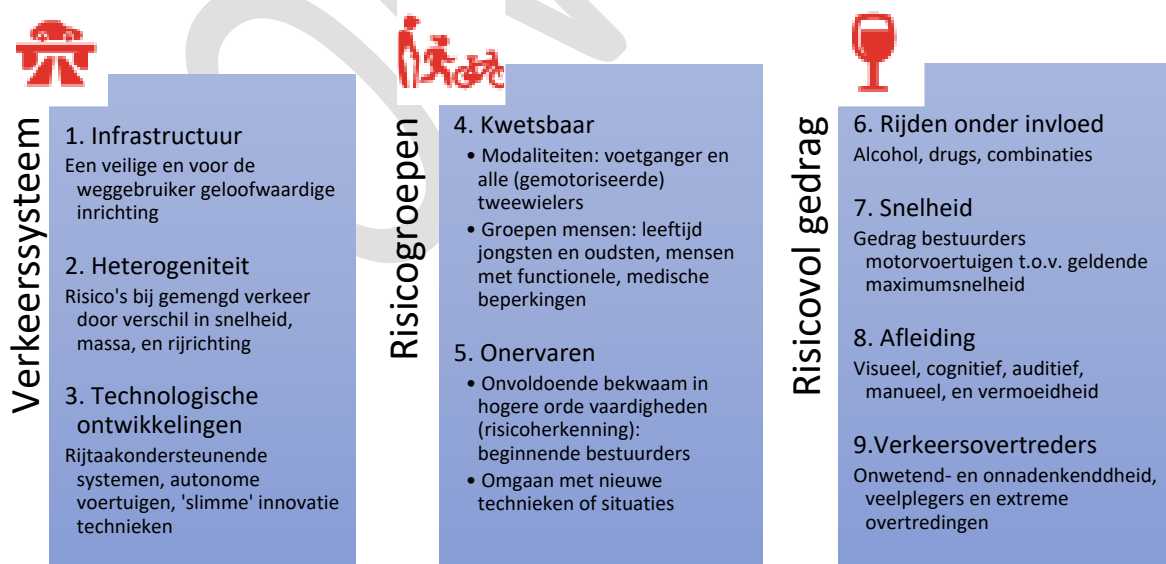 Verkeerssysteem
1. Infrastructuur
Een veilige en voor de
weggebruiker geloofwaardige
inrichting
2. Heterogeniteit
Risico's bij gemengd verkeer
door verschil in snelheid,
massa, en rijrichting
3. Technologische
ontwikkelingen
Rijtaakondersteunende
systemen, autonome
voertuigen, 'slimme' innovatie
technieken
Risicogroepen
4. Kwetsbaar
• Modaliteiten: voetganger en
alle (gemotoriseerde)
tweewielers
• Groepen mensen: leeftijd
jongsten en oudsten, mensen
met functionele, medische
beperkingen
5. Onervaren
• Onvoldoende bekwaam in
hogere orde vaardigheden
(risicoherkenning):
beginnende bestuurders
• Omgaan met nieuwe
technieken of situaties
Risicovol gedrag
6. Rijden onder invloed
Alcohol, drugs, combinaties
7. Snelheid
Gedrag bestuurders
motorvoertuigen t.o.v. geldende
maximumsnelheid
8. Afleiding
Visueel, cognitief, auditief,
manueel, en vermoeidheid
9.Verkeersovertreders
Onwetend- en onnadenkenddheid,
veelplegers en extreme
overtredingen